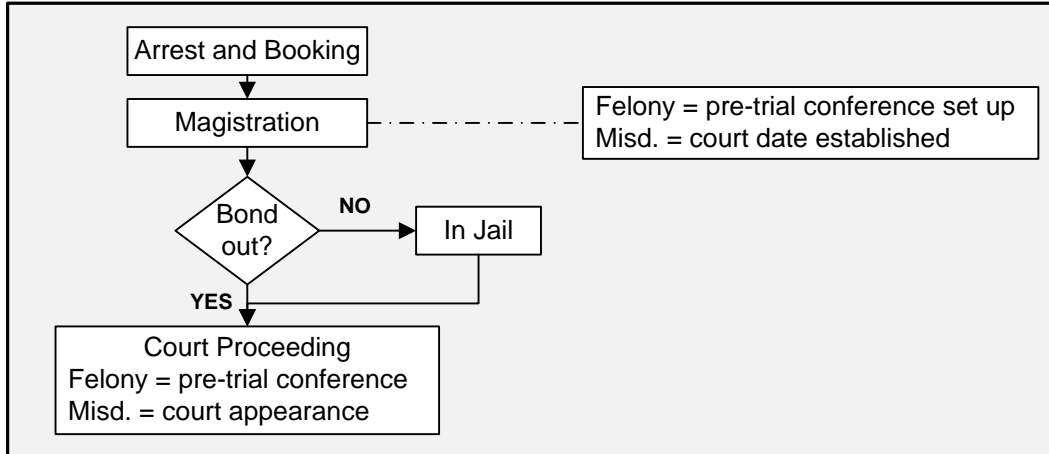 Arrest and Booking
Magistration
Felony = pre-trial conference set up
Misd. = court date established
Bond
out?
NO
In Jail
YES
Court Proceeding
Felony = pre-trial conference
Misd. = court appearance